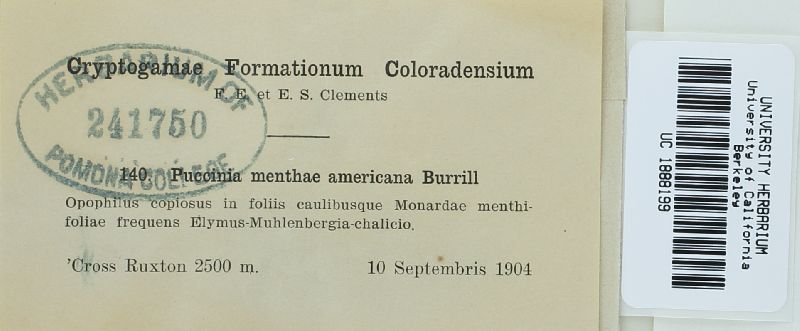 Cryptogamae Formationum Coloradensium
F. E. et E. S. Clements
HERBARIUM OF
241750
POMONA COLLEGE
140. Puccinia menthae americana Burrill
Opophilus copiosus in foliis caulibusque Monardae menthi-
foliae frequens Elymus-Muhlenbergia-chalicio.
'Cross Ruxton 2500 m. 10 Septembris 1904
UNIVERSITY HERBARIUM
University of California
Berkeley
UC 1888199